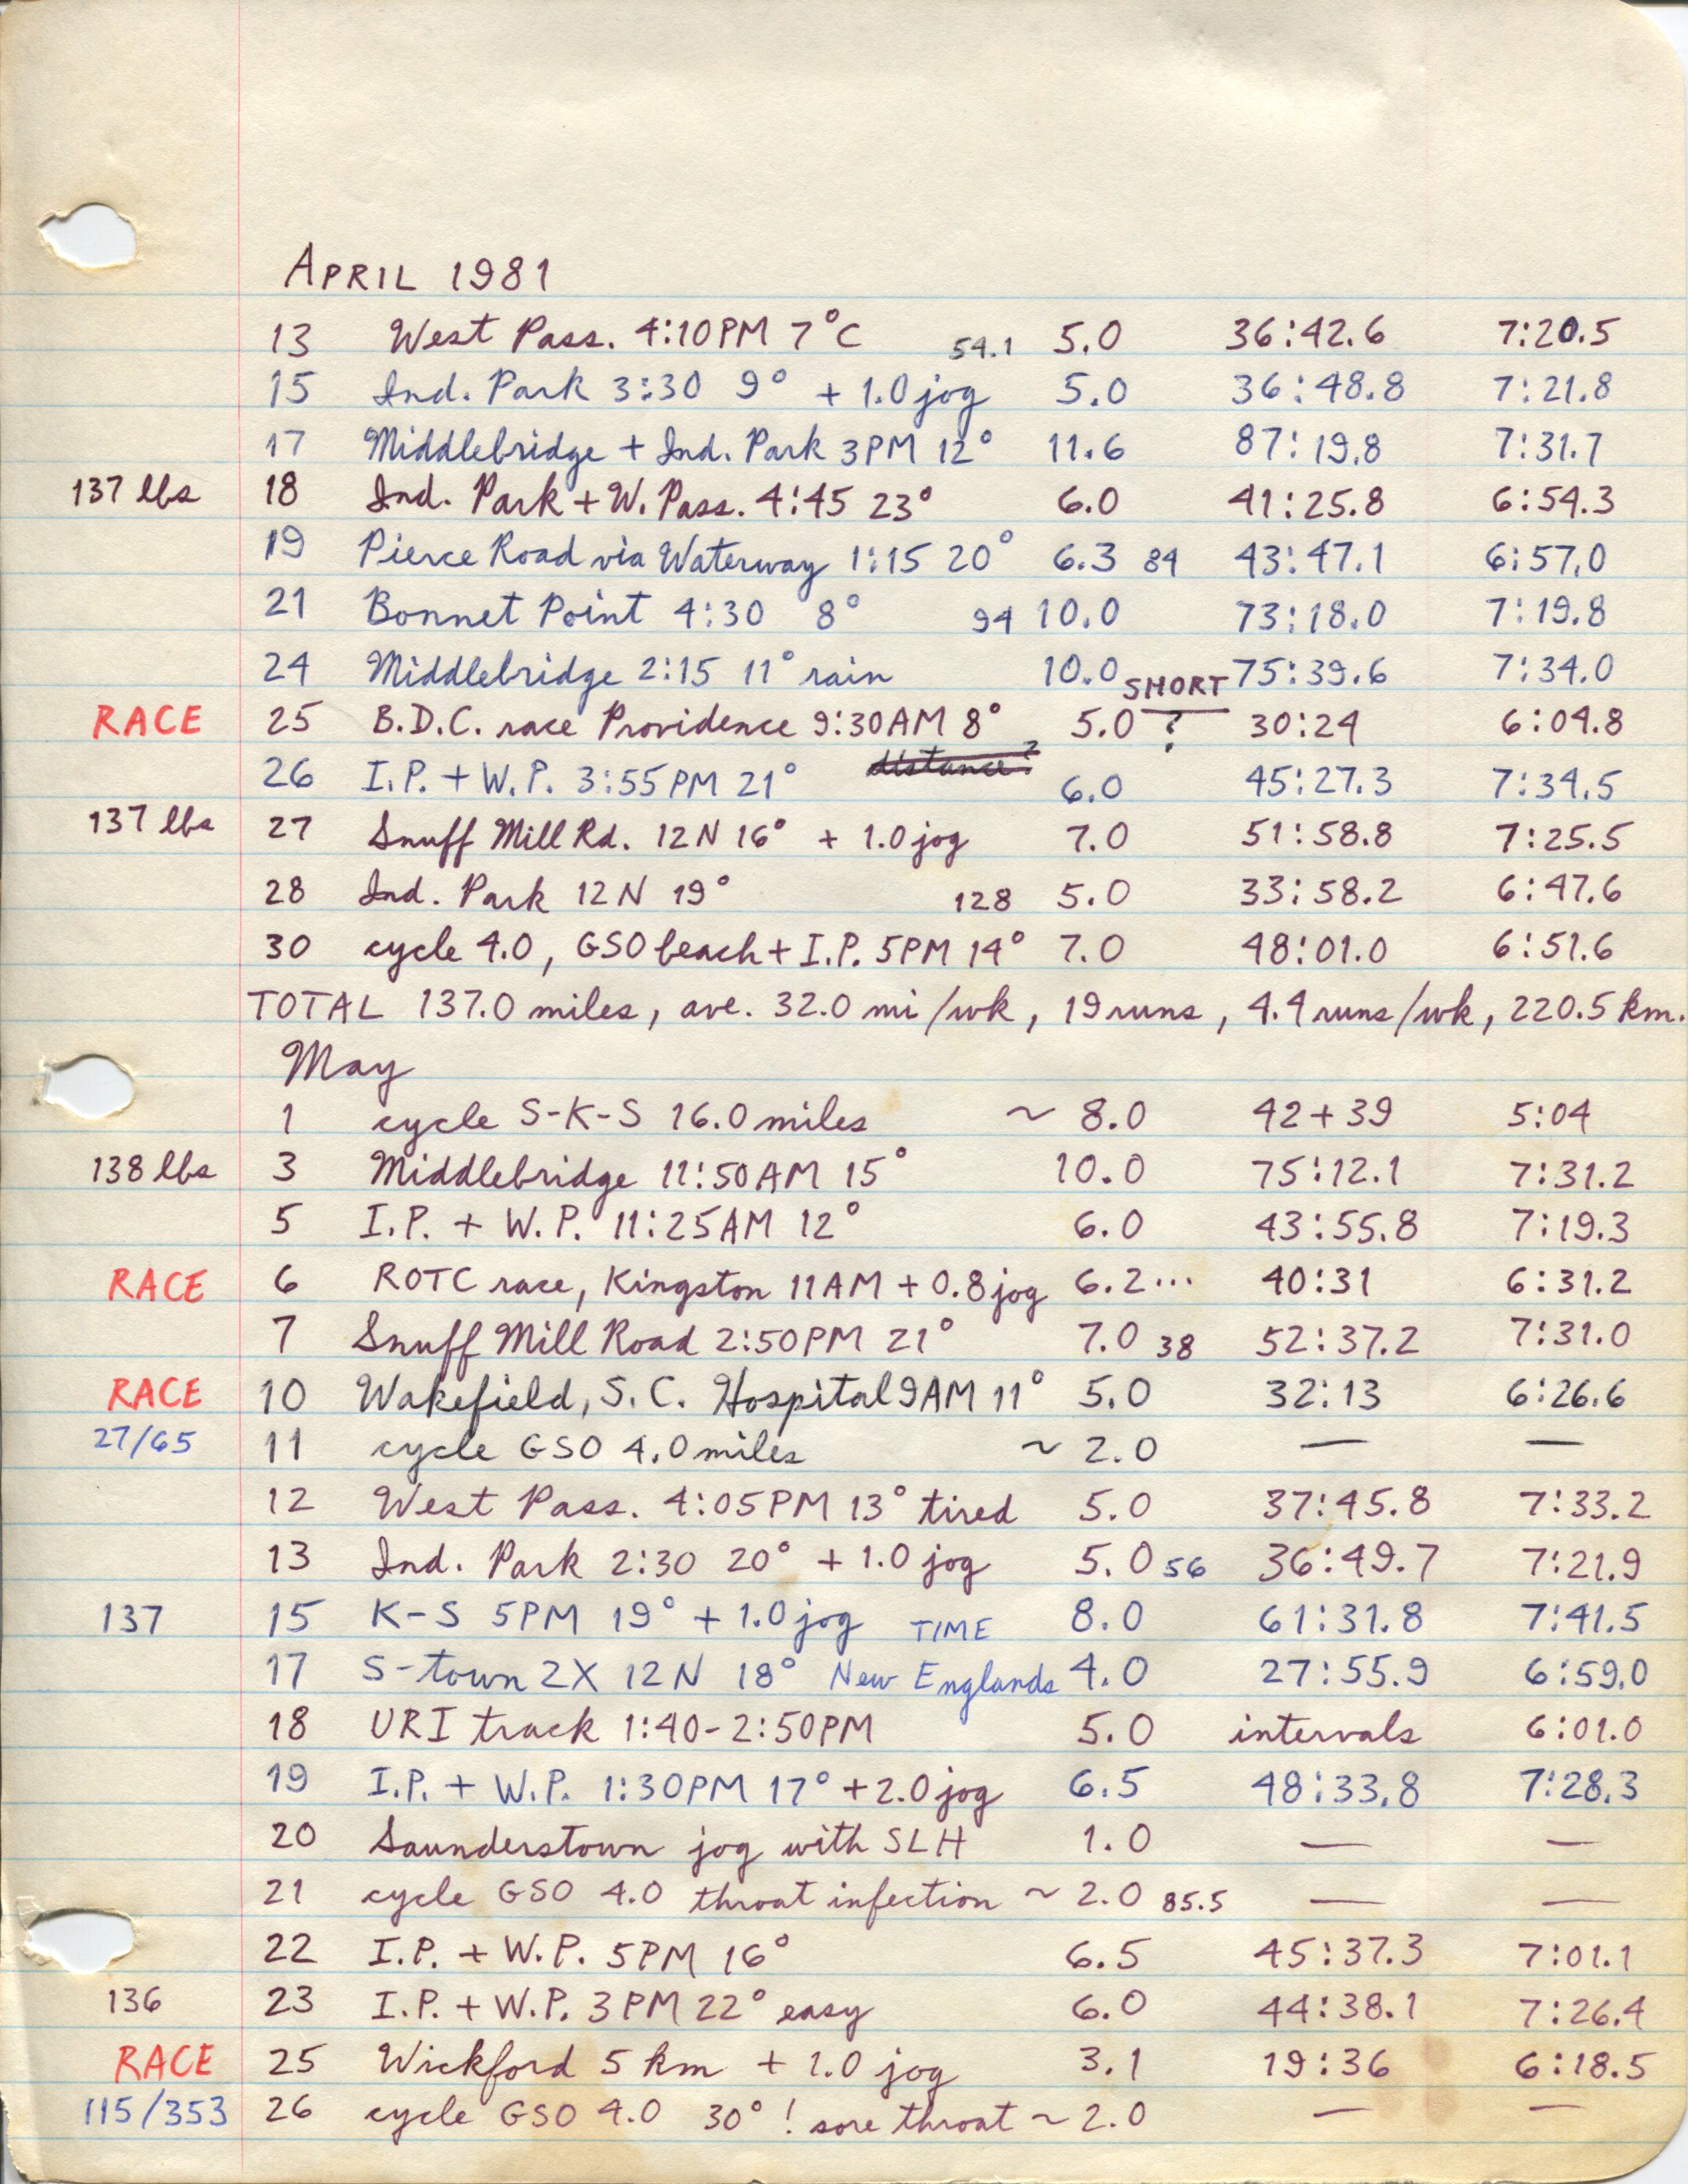 APRIL 1981
13 West Pass. 4:10PM 7°C 54.1 5.0 36:42.6 7:20.5
15 Ind. Park 3:30 9° + 1.0 jog 5.0 36:48.8 7:21.8
17 Middlebridge + Ind. Park 3PM 12° 11.6 87:19.8 7:31.7
137 lbs 18 Ind. Park + W. Pass. 4:45 23° 6.0 41:25.8 6:54.3
19 Pierce Road via Waterway 1:15 20° 6.3 84 43:47.1 6:57.0
21 Bonnet Point 4:30 8° 94 10.0 73:18.0 7:19.8
24 Middlebridge 2:15 11° rain 10.0 75:39.6 7:34.0
RACE 25 B.D.C. race Providence 9:30AM 8° 5.0 SHORT ? 30:24 6:04.8
distance?
26 I.P. + W.P. 3:55PM 21° 6.0 45:27.3 7:34.5
137 lbs 27 Snuff Mill Rd. 12N 16° + 1.0 jog 7.0 51:58.8 7:25.5
28 Ind. Park 12N 19° 128 5.0 33:58.2 6:47.6
30 cycle 4.0, GSO beach + I.P. 5PM 14° 7.0 48:01.0 6:51.6
TOTAL 137.0 miles, ave. 32.0 mi/wk, 19 runs, 4.4 runs/wk, 220.5 km.
May
1 cycle S-K-S 16.0 miles ~ 8.0 42+39 5:04
138 lbs 3 Middlebridge 11:50AM 15° 10.0 75:12.1 7:31.2
5 I.P. + W.P. 11:25AM 12° 6.0 43:55.8 7:19.3
RACE 6 ROTC race, Kingston 11AM + 0.8 jog 6.2... 40:31 6:31.2
7 Snuff Mill Road 2:50PM 21° 7.0 38 52:37.2 7:31.0
RACE 10 Wakefield, S.C. Hospital 9AM 11° 5.0 32:13 6:26.6
27/65 11 cycle GSO 4.0 miles ~ 2.0 — —
12 West Pass. 4:05PM 13° tired 5.0 37:45.8 7:33.2
13 Ind. Park 2:30 20° + 1.0 jog 5.0 56 36:49.7 7:21.9
137 15 K-S 5PM 19° + 1.0 jog TIME 8.0 61:31.8 7:41.5
17 S-town 2X 12N 18° New Englands 4.0 27:55.9 6:59.0
18 URI track 1:40-2:50PM 5.0 intervals 6:01.0
19 I.P. + W.P. 1:30PM 17° + 2.0 jog 6.5 48:33.8 7:28.3
20 Saunderstown jog with SLH 1.0 — —
21 cycle GSO 4.0 throat infection ~ 2.0 85.5 — —
22 I.P. + W.P. 5PM 16° 6.5 45:37.3 7:01.1
136 23 I.P. + W.P. 3PM 22° easy 6.0 44:38.1 7:26.4
RACE 25 Wickford 5 km + 1.0 jog 3.1 19:36 6:18.5
115/353 26 cycle GSO 4.0 30°! sore throat ~ 2.0 — —